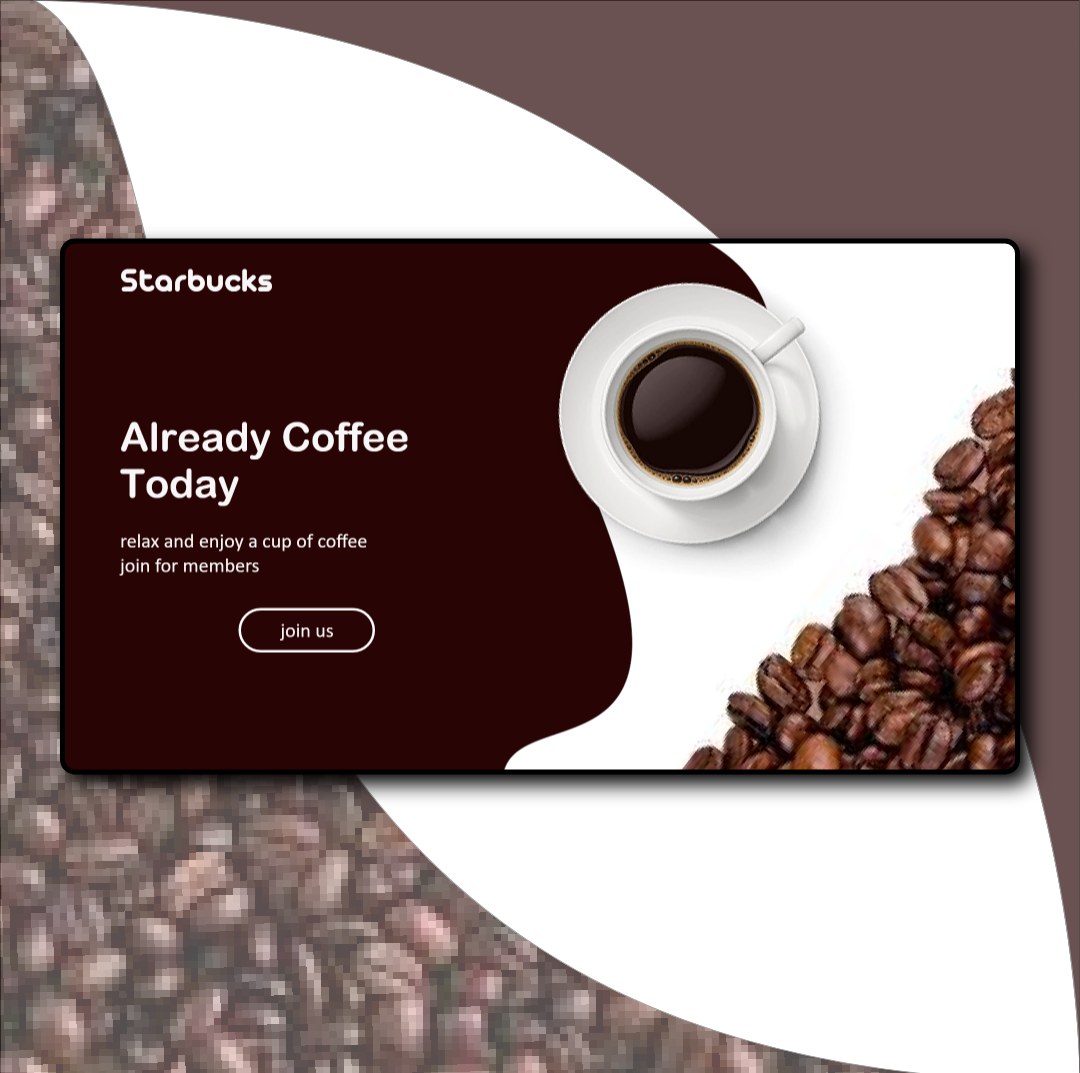 Starbucks
Already Coffee
Today
relax and enjoy a cup of coffee
join for members
join us